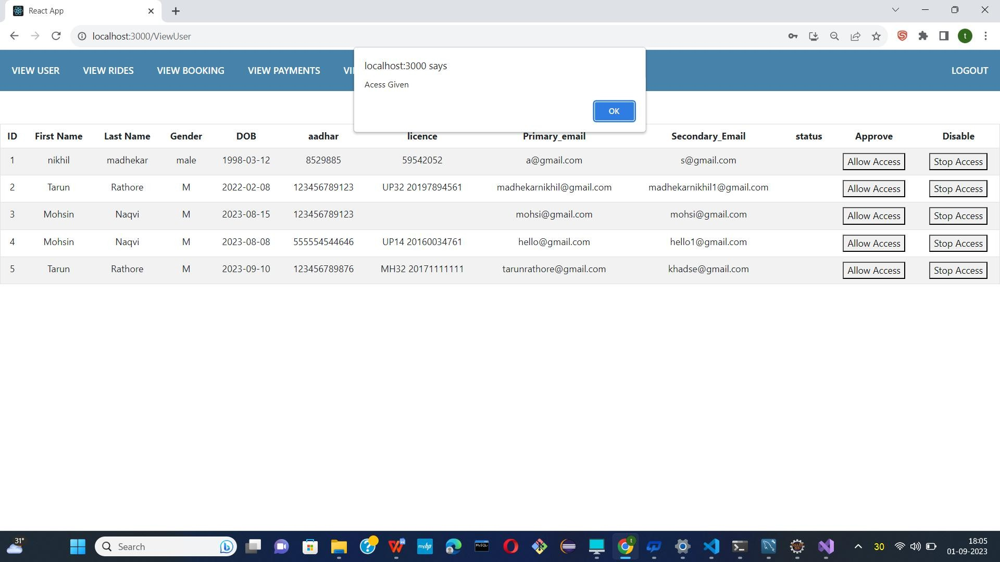 React App
localhost:3000/ViewUser
t
VIEW USER VIEW RIDES VIEW BOOKING VIEW PAYMENTS LOGOUT
localhost:3000 says
Acess Given
OK
ID First Name Last Name Gender DOB aadhar licence Primary_email Secondary_Email status Approve Disable
1 nikhil madhekar male 1998-03-12 8529885 59542052 a@gmail.com s@gmail.com Allow Access Stop Access
2 Tarun Rathore M 2022-02-08 123456789123 UP32 20197894561 madhekarnikhil@gmail.com madhekarnikhil1@gmail.com Allow Access Stop Access
3 Mohsin Naqvi M 2023-08-15 123456789123 mohsi@gmail.com mohsi@gmail.com Allow Access Stop Access
4 Mohsin Naqvi M 2023-08-08 555554544646 UP14 20160034761 hello@gmail.com hello1@gmail.com Allow Access Stop Access
5 Tarun Rathore M 2023-09-10 123456789876 MH32 20171111111 tarunrathore@gmail.com khadse@gmail.com Allow Access Stop Access
31°
Search
myhp
MySQL
t
30
18:05
01-09-2023